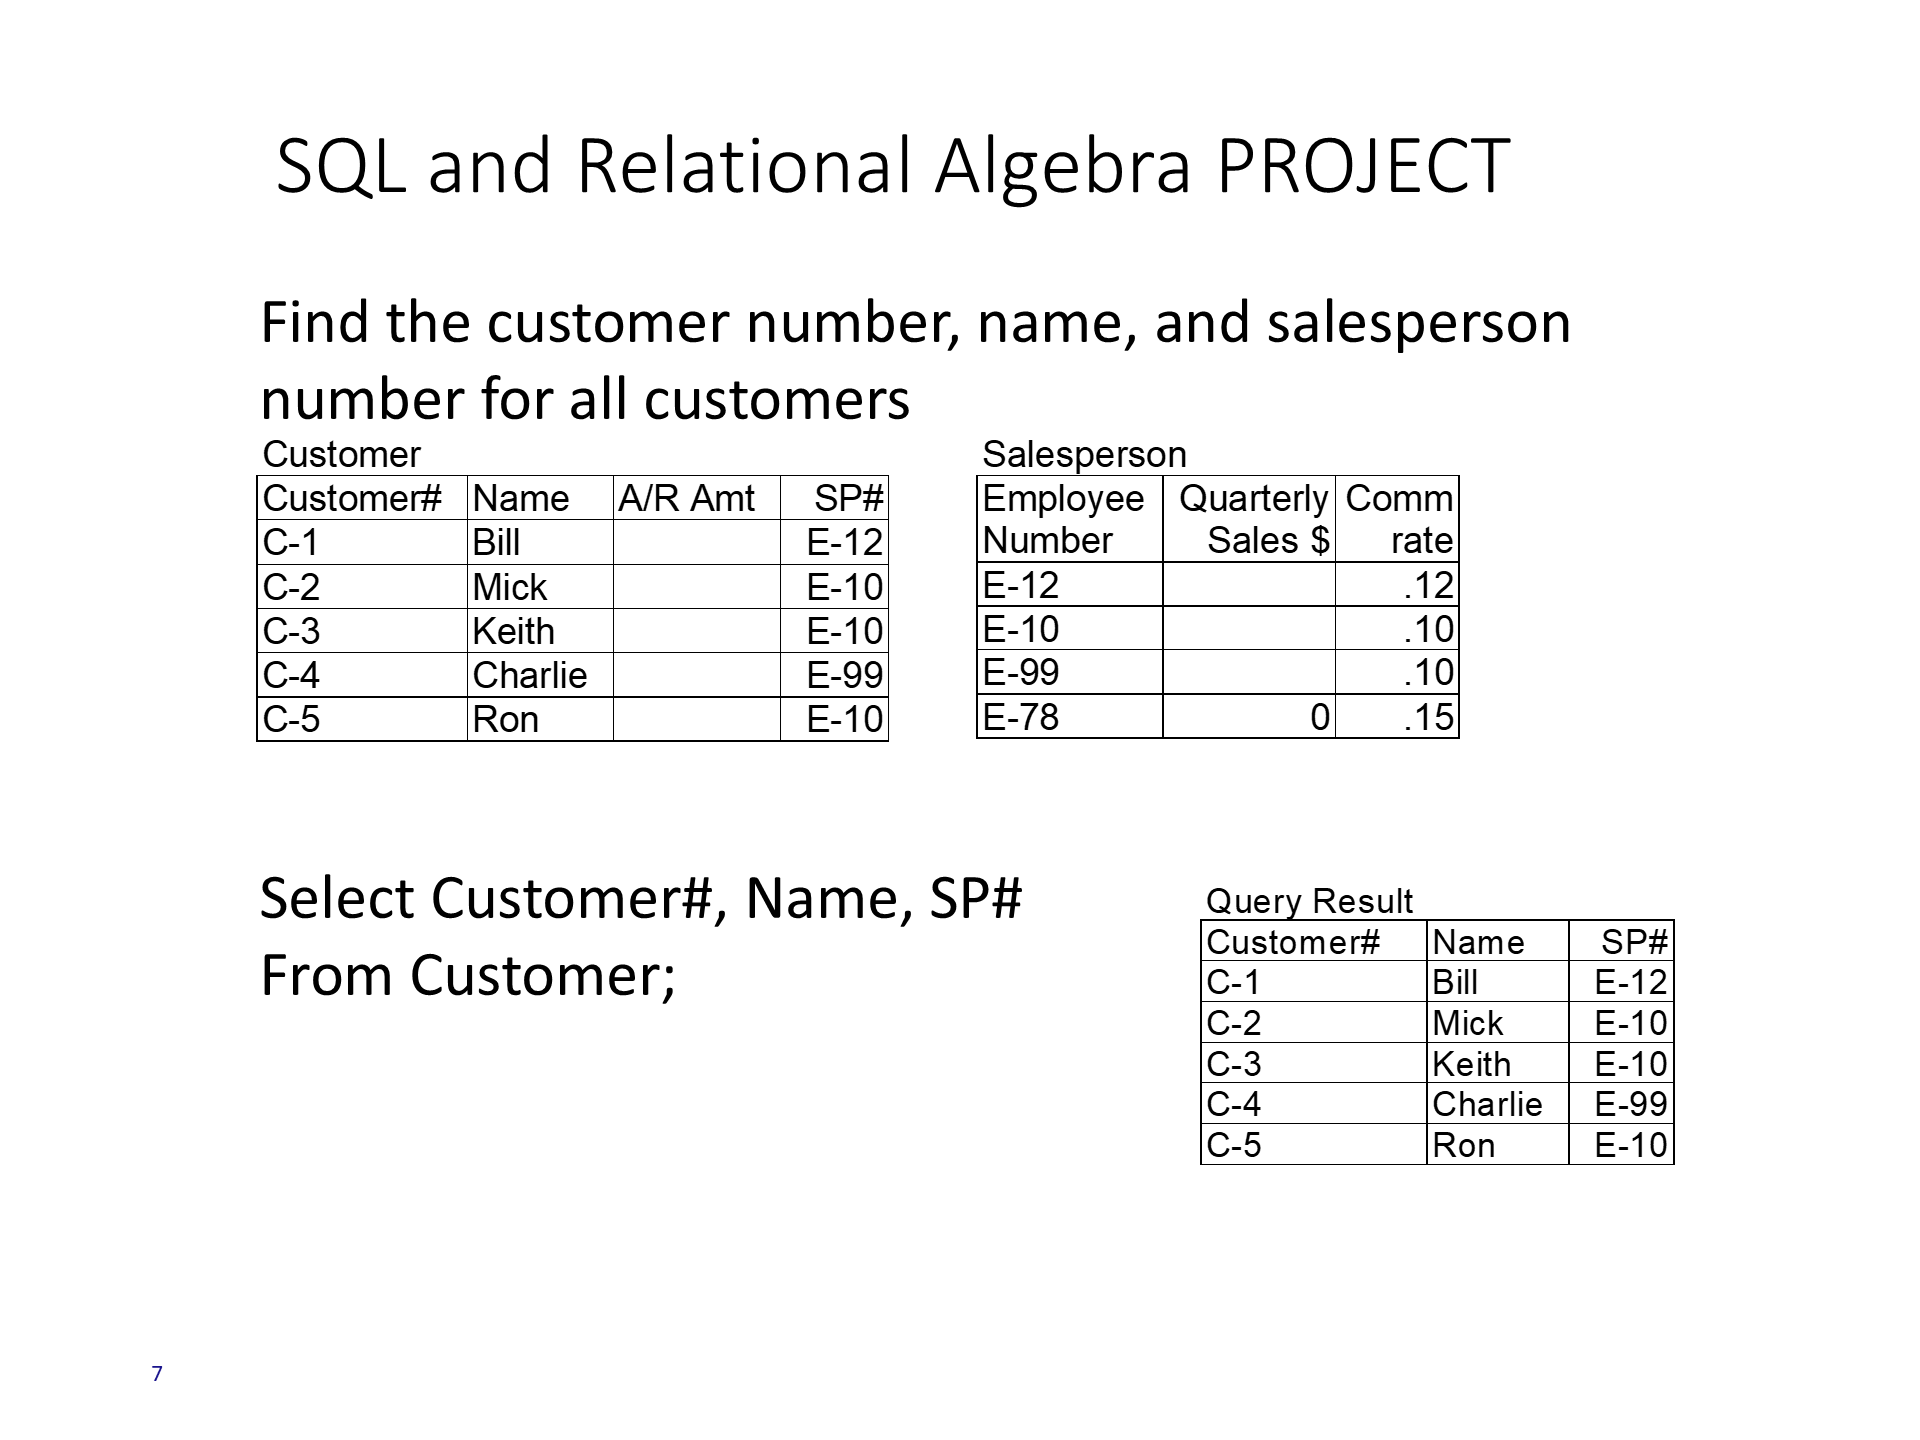 SQL and Relational Algebra PROJECT
Find the customer number, name, and salesperson
number for all customers
Customer
Customer# Name A/R Amt SP#
C-1 Bill E-12
C-2 Mick E-10
C-3 Keith E-10
C-4 Charlie E-99
C-5 Ron E-10
Salesperson
Employee Quarterly Comm
Number Sales $ rate
E-12 .12
E-10 .10
E-99 .10
E-78 0 .15
Select Customer#, Name, SP#
From Customer;
Query Result
Customer# Name SP#
C-1 Bill E-12
C-2 Mick E-10
C-3 Keith E-10
C-4 Charlie E-99
C-5 Ron E-10
7